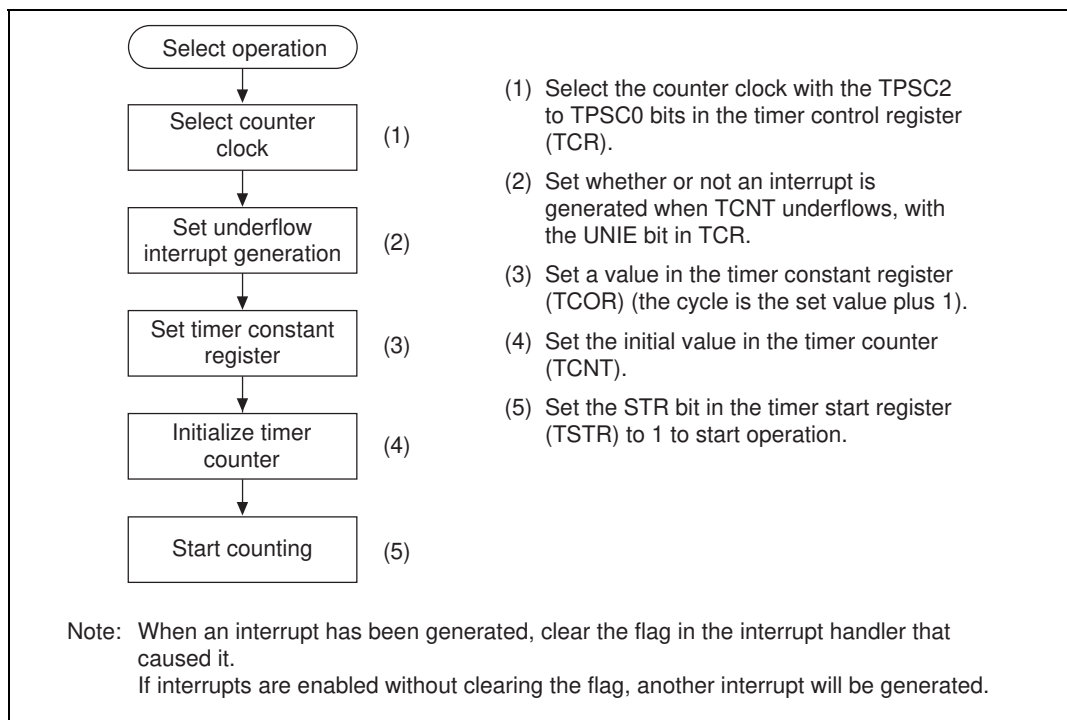 Select operation
Select counter
clock
(1)
Set underflow
interrupt generation
(2)
Set timer constant
register
(3)
Initialize timer
counter
(4)
Start counting
(5)
(1) Select the counter clock with the TPSC2
to TPSC0 bits in the timer control register
(TCR).
(2) Set whether or not an interrupt is
generated when TCNT underflows, with
the UNIE bit in TCR.
(3) Set a value in the timer constant register
(TCOR) (the cycle is the set value plus 1).
(4) Set the initial value in the timer counter
(TCNT).
(5) Set the STR bit in the timer start register
(TSTR) to 1 to start operation.
Note: When an interrupt has been generated, clear the flag in the interrupt handler that
caused it.
If interrupts are enabled without clearing the flag, another interrupt will be generated.